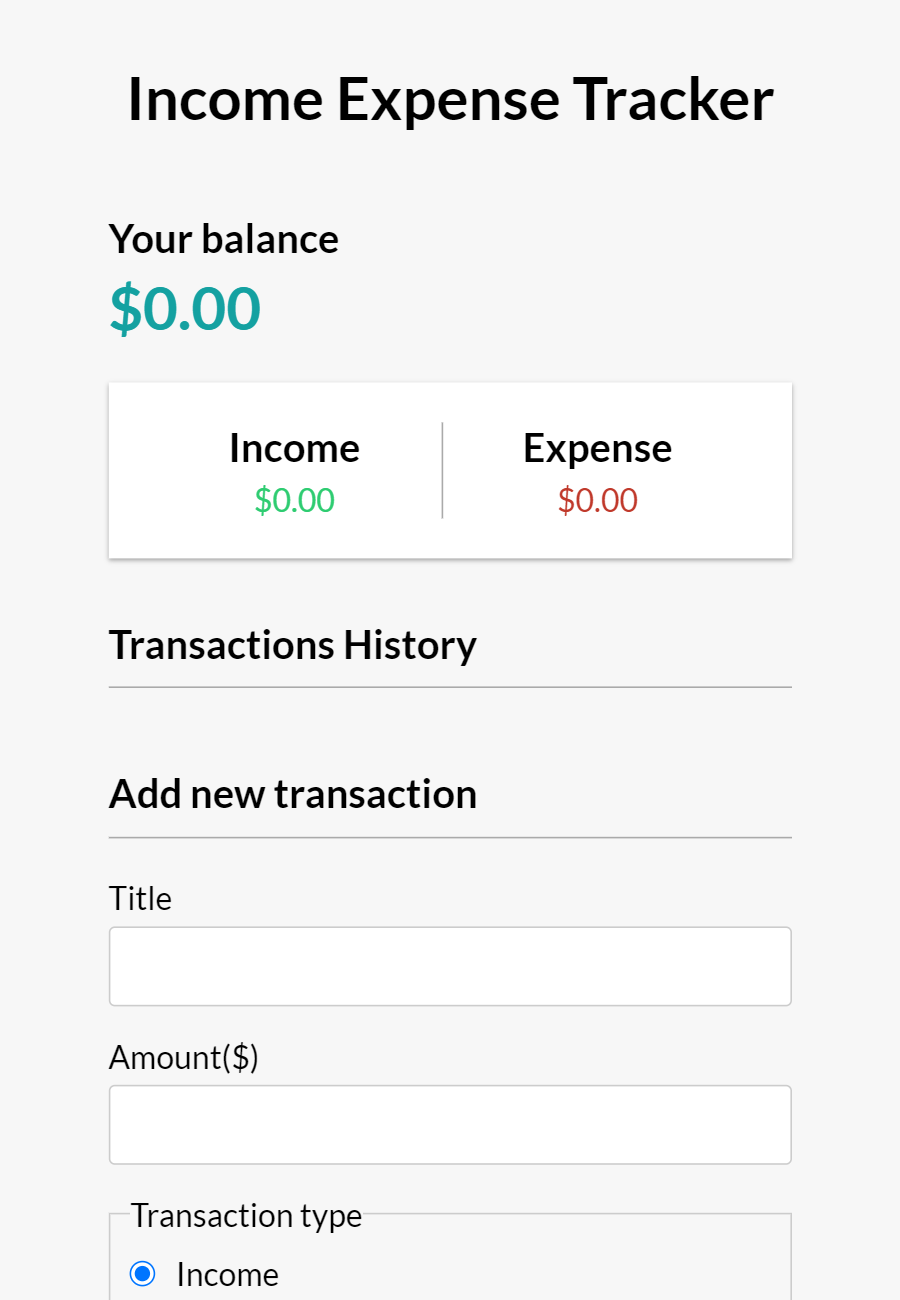 Income Expense Tracker
Your balance
$0.00
Income Expense
$0.00 $0.00
Transactions History
Add new transaction
Title
Amount($)
Transaction type
Income